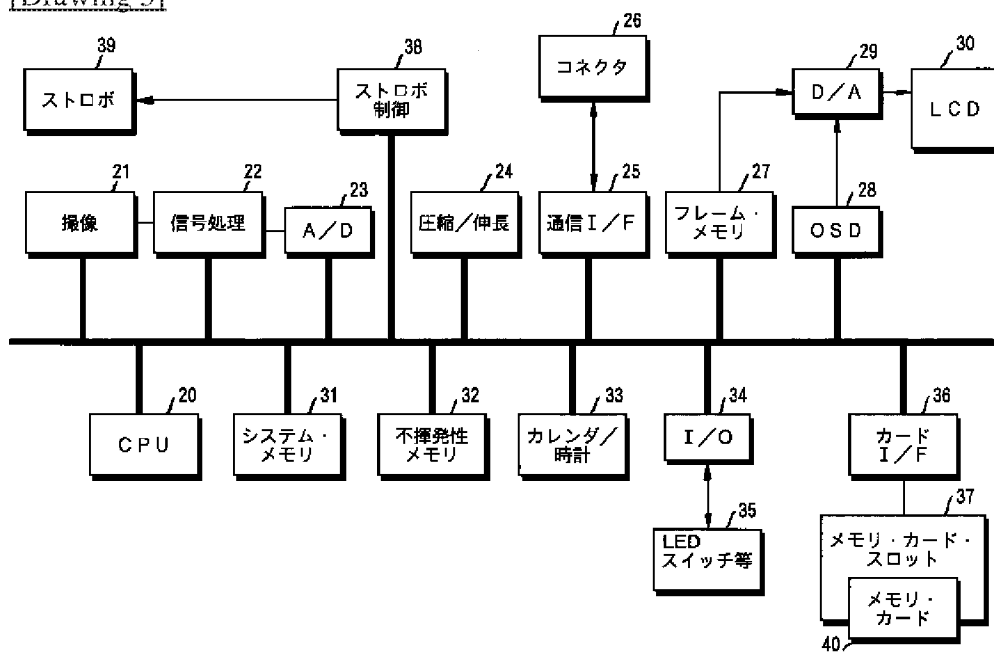 [Drawing 3]
39
ストロボ
38
ストロボ
制御
26
コネクタ
29
D/A
30
LCD
21
撮像
22
信号処理
23
A/D
24
圧縮/伸長
25
通信I/F
27
フレーム・
メモリ
28
OSD
20
CPU
31
システム・
メモリ
32
不揮発性
メモリ
33
カレンダ/
時計
34
I/O
36
カード
I/F
35
LED
スイッチ等
37
メモリ・カード・
スロット
メモリ・
カード
40